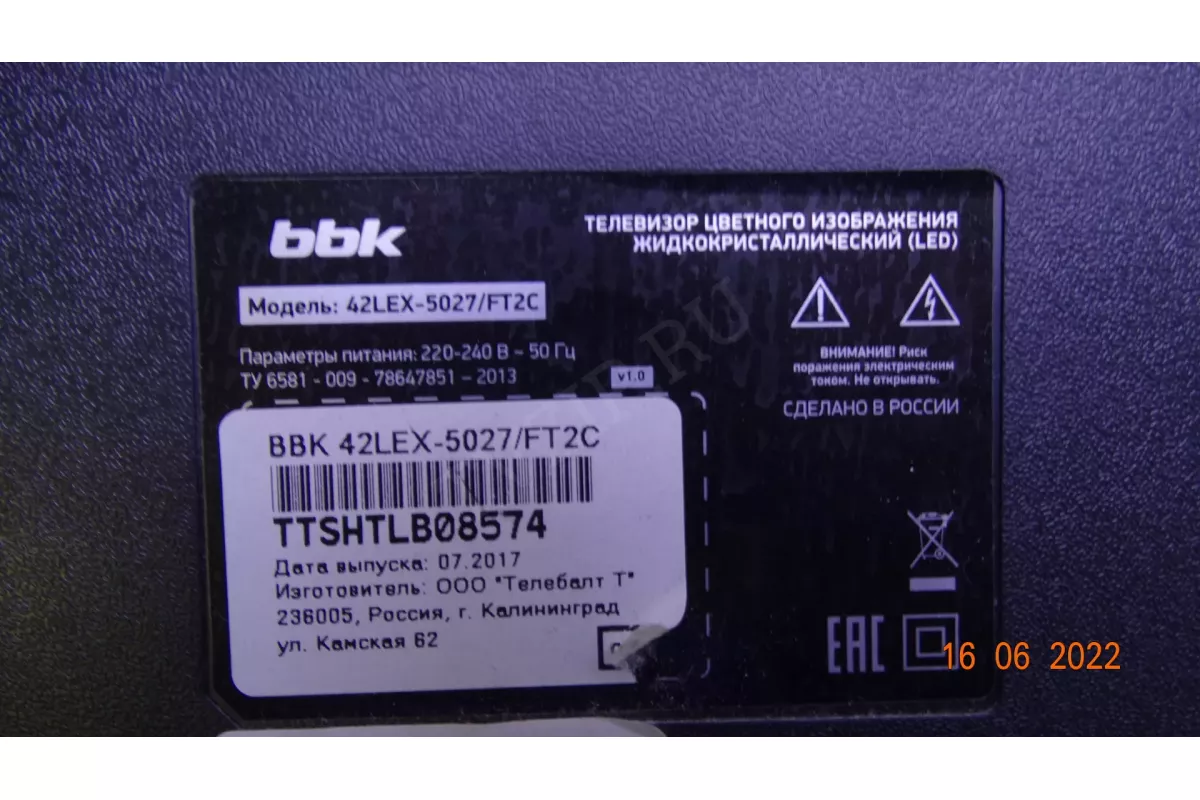 bbk
ТЕЛЕВИЗОР ЦВЕТНОГО ИЗОБРАЖЕНИЯ
ЖИДКОКРИСТАЛЛИЧЕСКИЙ (LED)
Модель: 42LEX-5027/FT2C
Параметры питания: 220-240 В ~ 50 Гц
ТУ 6581 - 009 - 78647851 - 2013
v1.0
ВНИМАНИЕ! Риск
поражения электрическим
током. Не открывать.
СДЕЛАНО В РОССИИ
BBK 42LEX-5027/FT2C
TTSHTLB08574
Дата выпуска: 07.2017
Изготовитель: ООО "Телебалт Т"
236005, Россия, г. Калининград
ул. Камская 62
EAC
16 06 2022